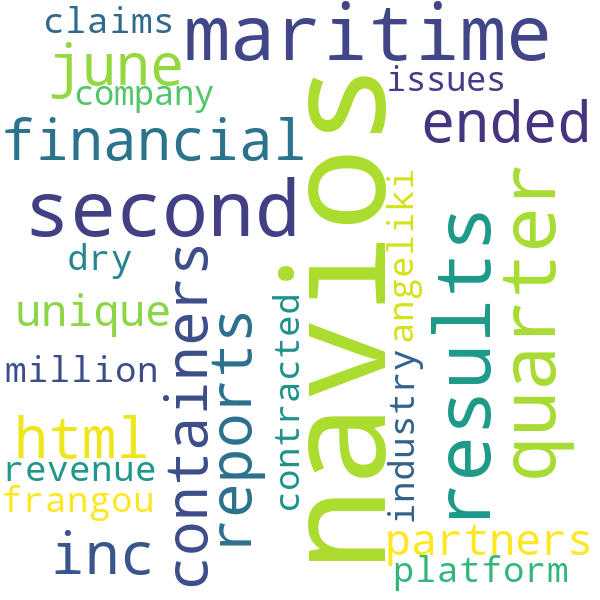 claims
maritime
june
issues
company
navios
ended
financial
second
quarter
angeliki
results
dry
containers
contracted
unique
reports
million
industry
html
revenue
frangou
inc
partners
platform